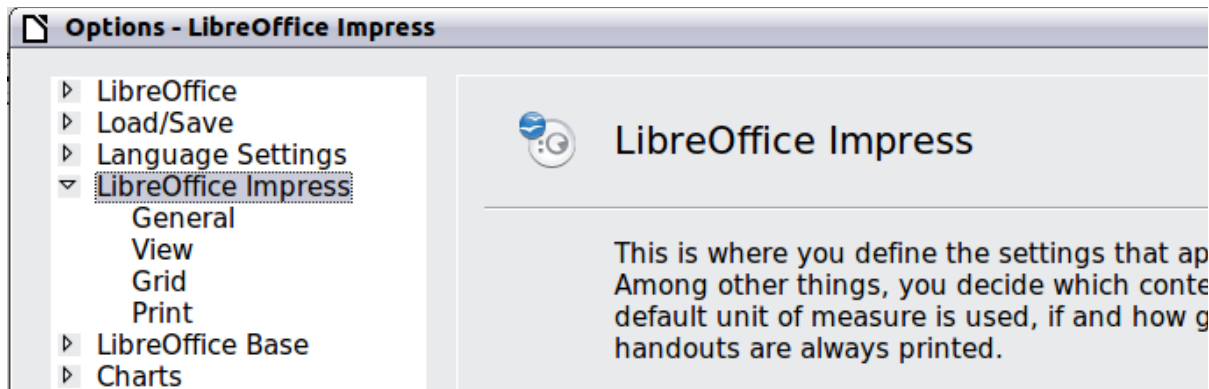 Options - LibreOffice Impress
LibreOffice
Load/Save
Language Settings
LibreOffice Impress
General
View
Grid
Print
LibreOffice Base
Charts
LibreOffice Impress
This is where you define the settings that ap
Among other things, you decide which conte
default unit of measure is used, if and how g
handouts are always printed.